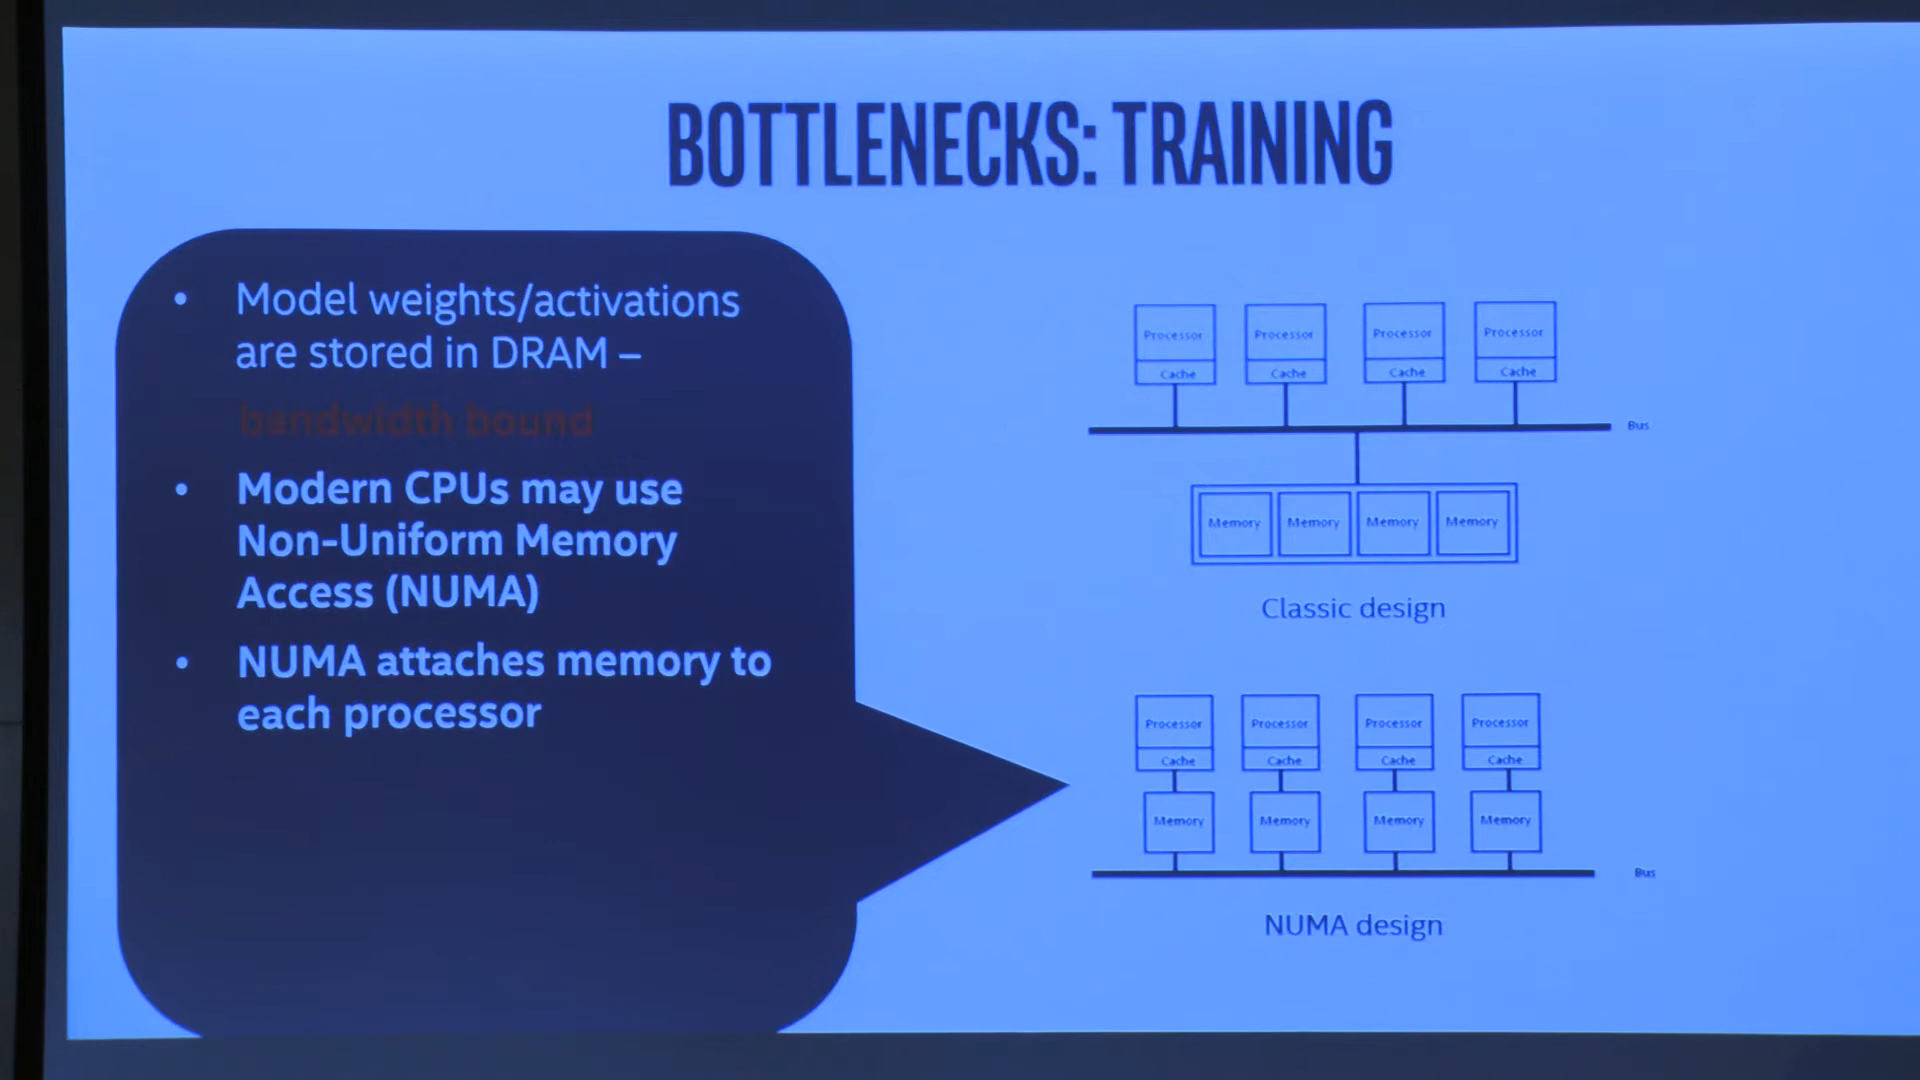 BOTTLENECKS: TRAINING
• Model weights/activations
are stored in DRAM –
bandwidth bound
• Modern CPUs may use
Non-Uniform Memory
Access (NUMA)
• NUMA attaches memory to
each processor
Processor Processor Processor Processor
Cache Cache Cache Cache
Bus
Memory Memory Memory Memory
Classic design
Processor Processor Processor Processor
Cache Cache Cache Cache
Memory Memory Memory Memory
Bus
NUMA design